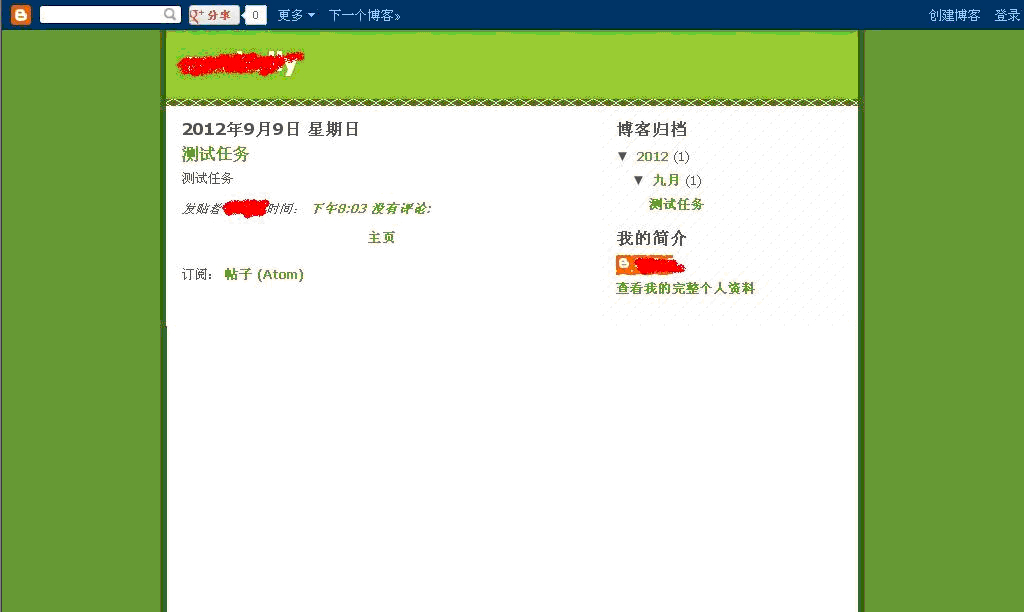 g+ 分享 0 更多 下一个博客» 创建博客 登录
2012年9月9日 星期日
测试任务
测试任务
发贴者 时间: 下午8:03 没有评论:
主页
订阅: 帖子 (Atom)
博客归档
▼ 2012 (1)
▼ 九月 (1)
测试任务
我的简介
查看我的完整个人资料